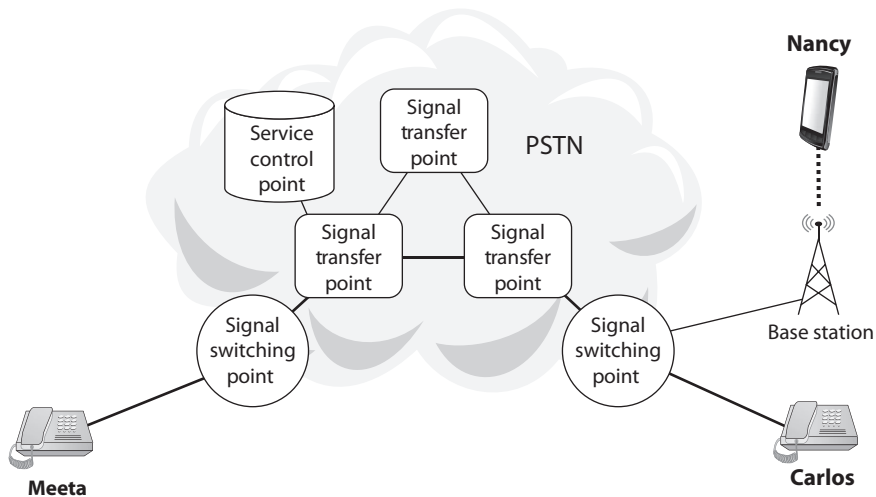 Nancy
Signal
transfer
point
PSTN
Service
control
point
Signal
transfer
point
Signal
transfer
point
Signal
switching
point
Signal
switching
point
Base station
Meeta
Carlos